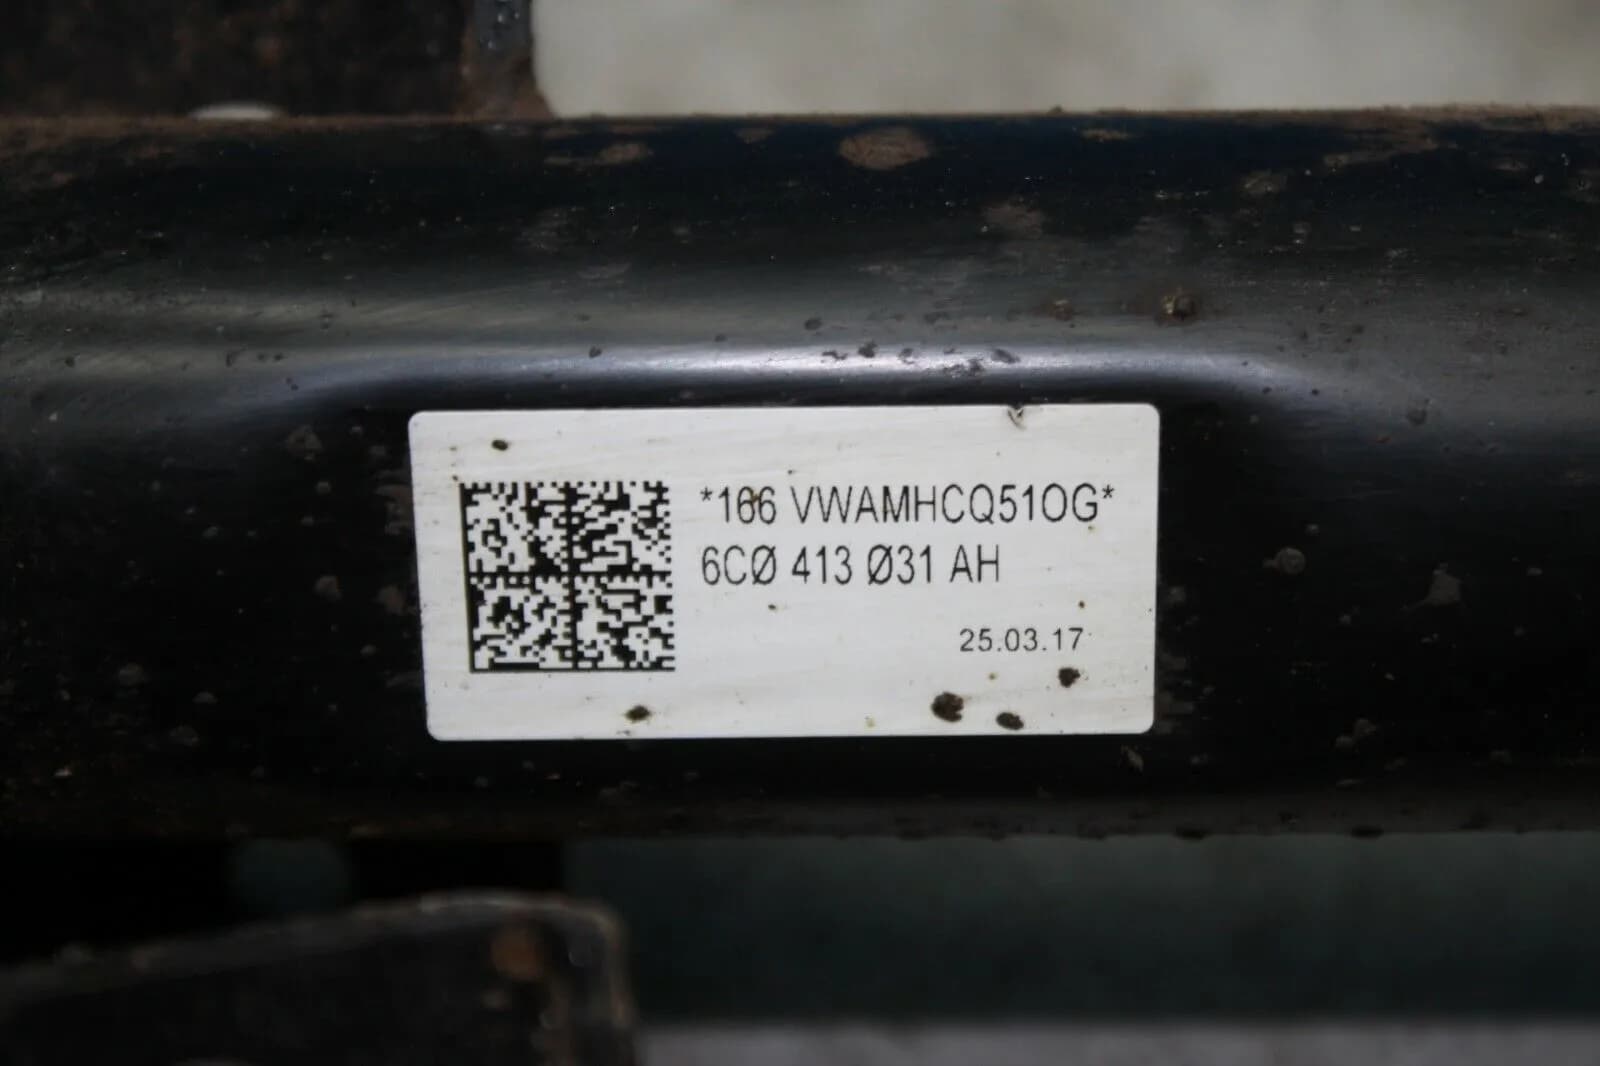 *166 VWAMHCQ51OG*
6CØ 413 Ø31 AH
25.03.17